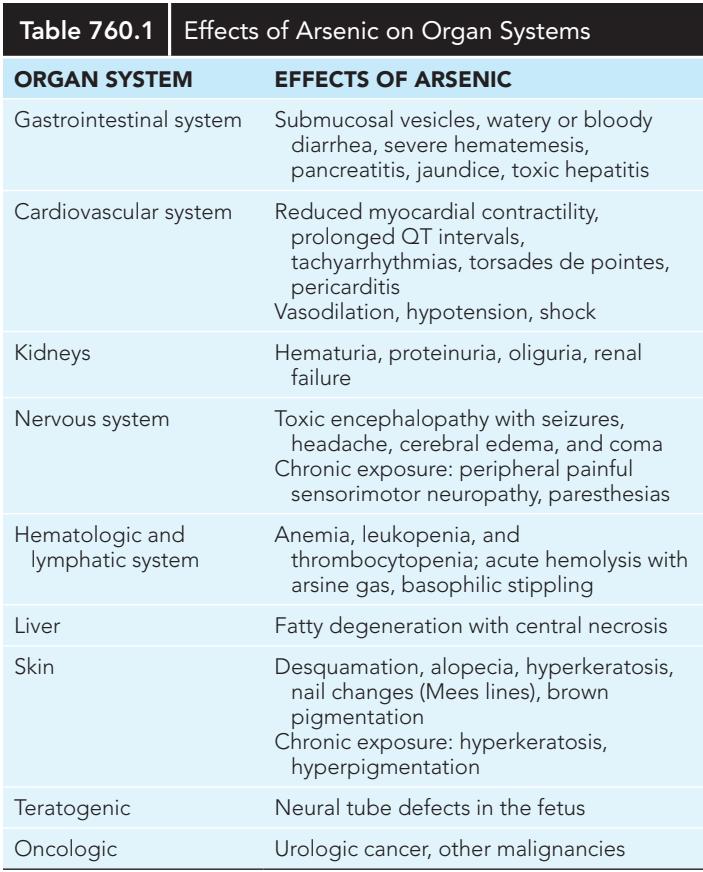 Table 760.1 Effects of Arsenic on Organ Systems
ORGAN SYSTEM EFFECTS OF ARSENIC
Gastrointestinal system Submucosal vesicles, watery or bloody
diarrhea, severe hematemesis,
pancreatitis, jaundice, toxic hepatitis
Cardiovascular system Reduced myocardial contractility,
prolonged QT intervals,
tachyarrhythmias, torsades de pointes,
pericarditis
Vasodilation, hypotension, shock
Kidneys Hematuria, proteinuria, oliguria, renal
failure
Nervous system Toxic encephalopathy with seizures,
headache, cerebral edema, and coma
Chronic exposure: peripheral painful
sensorimotor neuropathy, paresthesias
Hematologic and Anemia, leukopenia, and
lymphatic system thrombocytopenia; acute hemolysis with
arsine gas, basophilic stippling
Liver Fatty degeneration with central necrosis
Skin Desquamation, alopecia, hyperkeratosis,
nail changes (Mees lines), brown
pigmentation
Chronic exposure: hyperkeratosis,
hyperpigmentation
Teratogenic Neural tube defects in the fetus
Oncologic Urologic cancer, other malignancies